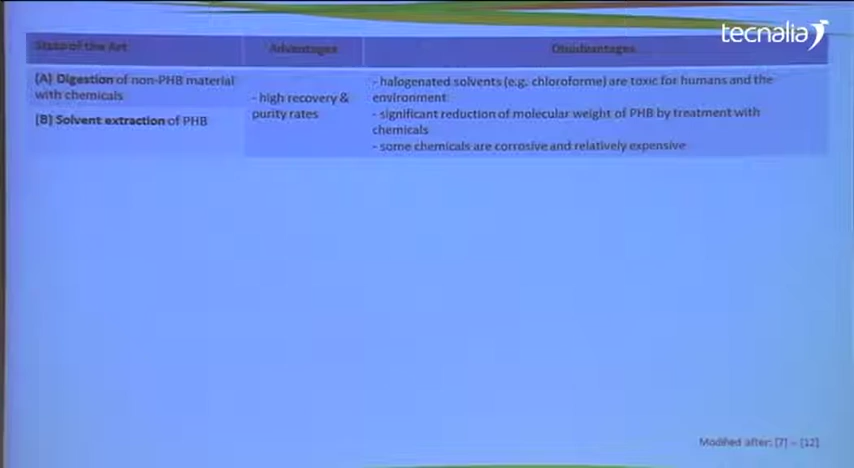 tecnalia
State of the Art
Advantages
Disadvantages
(A) Digestion of non-PHB material
with chemicals
(B) Solvent extraction of PHB
- high recovery &
purity rates
- halogenated solvents (e.g. chloroforme) are toxic for humans and the
environment
- significant reduction of molecular weight of PHB by treatment with
chemicals
- some chemicals are corrosive and relatively expensive
Modified after: [7] – [12]